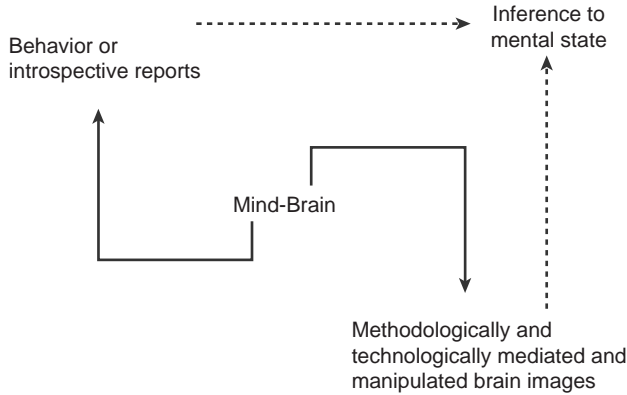 Behavior or
introspective reports
Inference to
mental state
Mind-Brain
Methodologically and
technologically mediated and
manipulated brain images